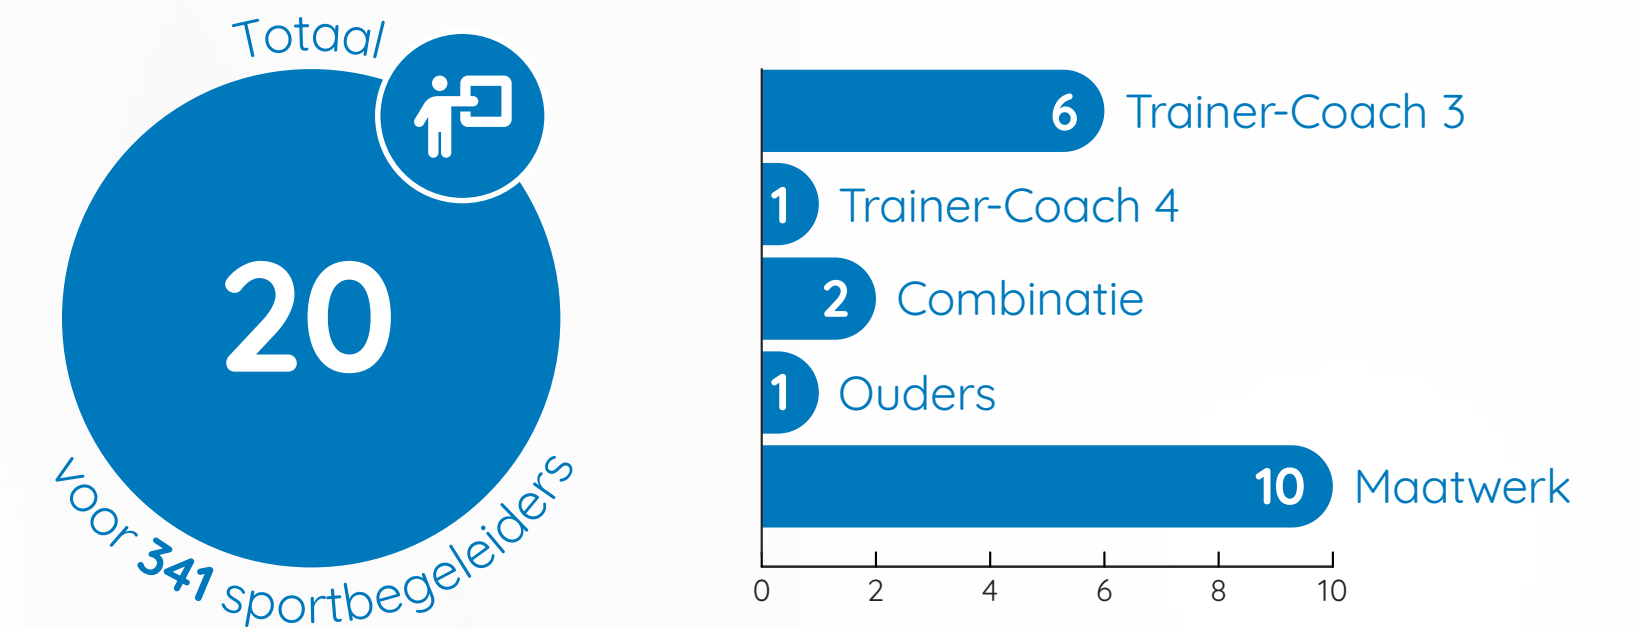 Totaal
20
voor 341 sportbegeleiders
6 Trainer-Coach 3
1 Trainer-Coach 4
2 Combinatie
1 Ouders
10 Maatwerk
0 2 4 6 8 10